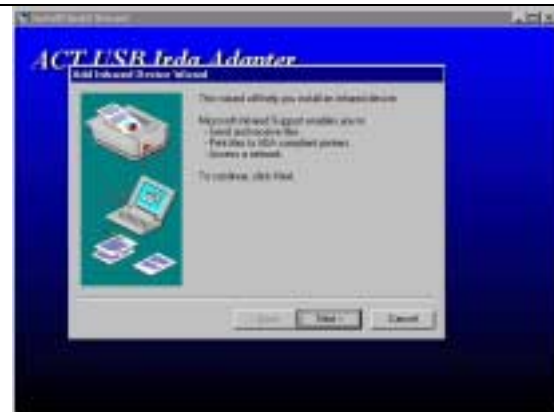 ACT USB Irda Adapter
Add Infrared Device Wizard
This wizard will help you install an infrared device.
Microsoft Infrared Support enables you to:
- Send and receive files.
- Print files to IrDA compliant printers.
- Access a network.
To continue, click Next.
< Back Next > Cancel